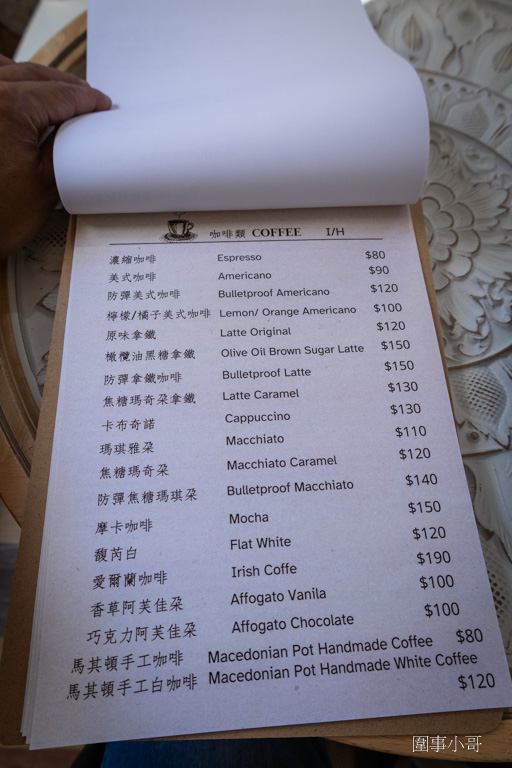 咖啡類 COFFEE I/H
濃縮咖啡 Espresso $80
美式咖啡 Americano $90
防彈美式咖啡 Bulletproof Americano $120
檸檬/橘子美式咖啡 Lemon/ Orange Americano $100
原味拿鐵 Latte Original $120
橄欖油黑糖拿鐵 Olive Oil Brown Sugar Latte $150
防彈拿鐵咖啡 Bulletproof Latte $150
焦糖瑪奇朵拿鐵 Latte Caramel $130
卡布奇諾 Cappuccino $130
瑪琪雅朵 Macchiato $110
焦糖瑪奇朵 Macchiato Caramel $120
防彈焦糖瑪琪朵 Bulletproof Macchiato $140
摩卡咖啡 Mocha $150
馥芮白 Flat White $120
愛爾蘭咖啡 Irish Coffe $190
香草阿芙佳朵 Affogato Vanila $100
巧克力阿芙佳朵 Affogato Chocolate $100
馬其頓手工咖啡 Macedonian Pot Handmade Coffee $80
馬其頓手工白咖啡 Macedonian Pot Handmade White Coffee $120
圍事小哥